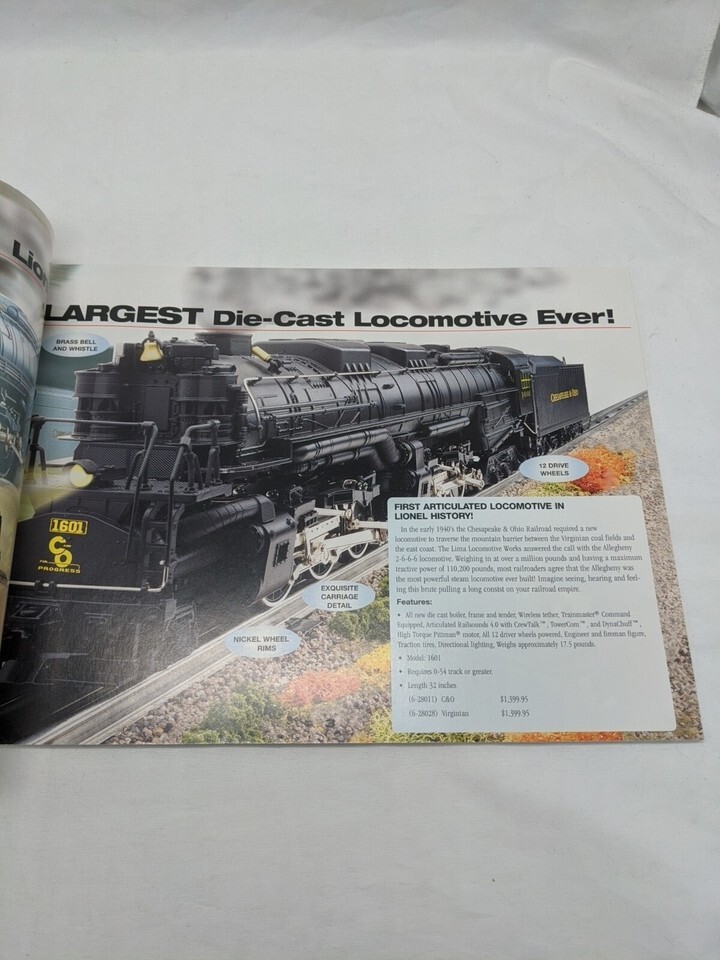 Lio
LARGEST Die-Cast Locomotive Ever!
BRASS BELL
AND WHISTLE
CHESAPEAKE & OHIO
1601
12 DRIVE
WHEELS
1601
C AND O
FOR
PROGRESS
EXQUISITE
CARRIAGE
DETAIL
NICKEL WHEEL
RIMS
FIRST ARTICULATED LOCOMOTIVE IN
LIONEL HISTORY!
In the early 1940's the Chesapeake & Ohio Railroad required a new
locomotive to traverse the mountain barrier between the Virginian coal fields and
the east coast. The Lima Locomotive Works answered the call with the Allegheny
2-6-6-6 locomotive. Weighing in at over a million pounds and having a maximum
tractive power of 110,200 pounds, most railroaders agree that the Allegheny was
the most powerful steam locomotive ever built! Imagine seeing, hearing and feel-
ing this brute pulling a long consist on your railroad empire.
Features:
• All new die cast boiler, frame and tender, Wireless tether, Trainmaster® Command
Equipped, Articulated Railsounds 4.0 with CrewTalk™, TowerCom™, and DynaChuff™,
High Torque Pittman® motor, All 12 driver wheels powered, Engineer and fireman figure,
Traction tires, Directional lighting, Weighs approximately 17.5 pounds.
• Model: 1601
• Requires 0-54 track or greater.
• Length 32 inches
(6-28011) C&O $1,399.95
(6-28028) Virginian $1,399.95